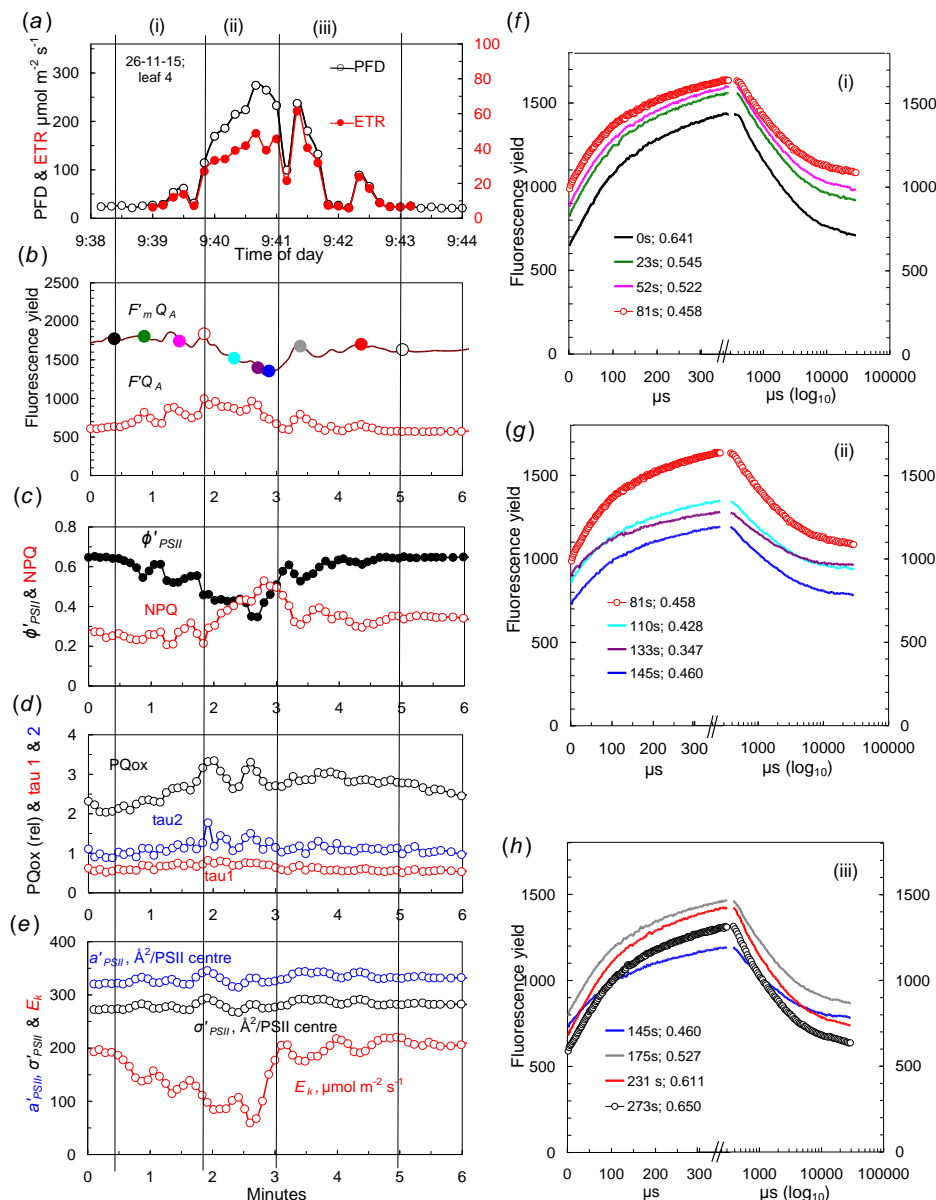 (a)
(i)
(ii)
(iii)
PFD & ETR µmol m⁻² s⁻¹
300
200
100
0
26-11-15;
leaf 4
PFD
ETR
100
80
60
40
20
0
9:38 9:39 9:40 9:41 9:42 9:43 9:44
Time of day
(b)
Fluorescence yield
2500
2000
1500
1000
500
0
F'm QA
F'QA
0 1 2 3 4 5 6
(c)
ϕ'PSII & NPQ
0.8
0.6
0.4
0.2
0
ϕ'PSII
NPQ
0 1 2 3 4 5 6
(d)
PQox (rel) & tau 1 & 2
4
3
2
1
0
PQox
tau2
tau1
0 1 2 3 4 5 6
(e)
a'PSII, σ'PSII & Ek
400
300
200
100
0
a'PSII, Å²/PSII centre
σ'PSII, Å²/PSII centre
Ek, µmol m⁻² s⁻¹
0 1 2 3 4 5 6
Minutes
(f)
(i)
Fluorescence yield
1500
1000
500
0
1500
1000
500
0
0s; 0.641
23s; 0.545
52s; 0.522
81s; 0.458
0 100 200 300 1000 10000 100000
µs
µs (log10)
(g)
(ii)
Fluorescence yield
1500
1000
500
0
1500
1000
500
0
81s; 0.458
110s; 0.428
133s; 0.347
145s; 0.460
0 100 200 300 1000 10000 100000
µs
µs (log10)
(h)
(iii)
Fluorescence yield
1500
1000
500
0
1500
1000
500
0
145s; 0.460
175s; 0.527
231 s; 0.611
273s; 0.650
0 100 200 300 1000 10000 100000
µs
µs (log10)